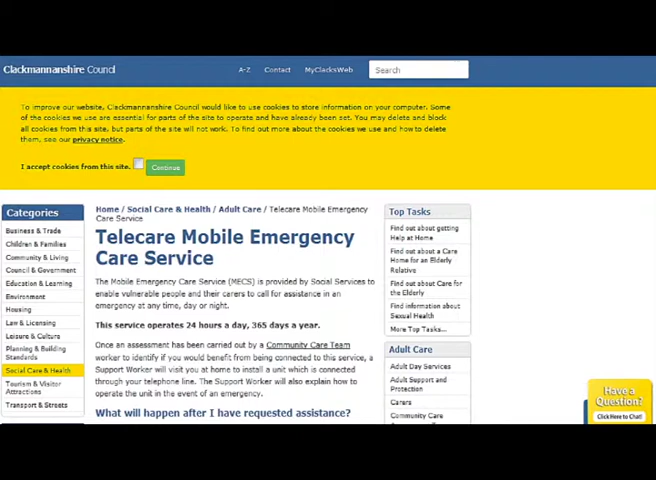 Clackmannanshire Council
A-Z Contact MyClacksWeb Search
To improve our website, Clackmannanshire Council would like to use cookies to store information on your computer. Some
of the cookies we use are essential for parts of the site to operate and have already been set. You may delete and block
all cookies from this site, but parts of the site will not work. To find out more about the cookies we use and how to delete
them, see our privacy notice.
I accept cookies from this site. Continue
Categories
Business & Trade
Children & Families
Community & Living
Council & Government
Education & Learning
Environment
Housing
Law & Licensing
Leisure & Culture
Planning & Building
Standards
Social Care & Health
Tourism & Visitor
Attractions
Transport & Streets
Home / Social Care & Health / Adult Care / Telecare Mobile Emergency
Care Service
Telecare Mobile Emergency
Care Service
The Mobile Emergency Care Service (MECS) is provided by Social Services to
enable vulnerable people and their carers to call for assistance in an
emergency at any time, day or night.
This service operates 24 hours a day, 365 days a year.
Once an assessment has been carried out by a Community Care Team
worker to identify if you would benefit from being connected to this service, a
Support Worker will visit you at home to install a unit which is connected
through your telephone line. The Support Worker will also explain how to
operate the unit in the event of an emergency.
What will happen after I have requested assistance?
Top Tasks
Find out about getting
Help at Home
Find out about a Care
Home for an Elderly
Relative
Find out about Care for
the Elderly
Find information about
Sexual Health
More Top Tasks...
Adult Care
Adult Day Services
Adult Support and
Protection
Carers
Community Care
Have a
Question?
Click Here to Chat!